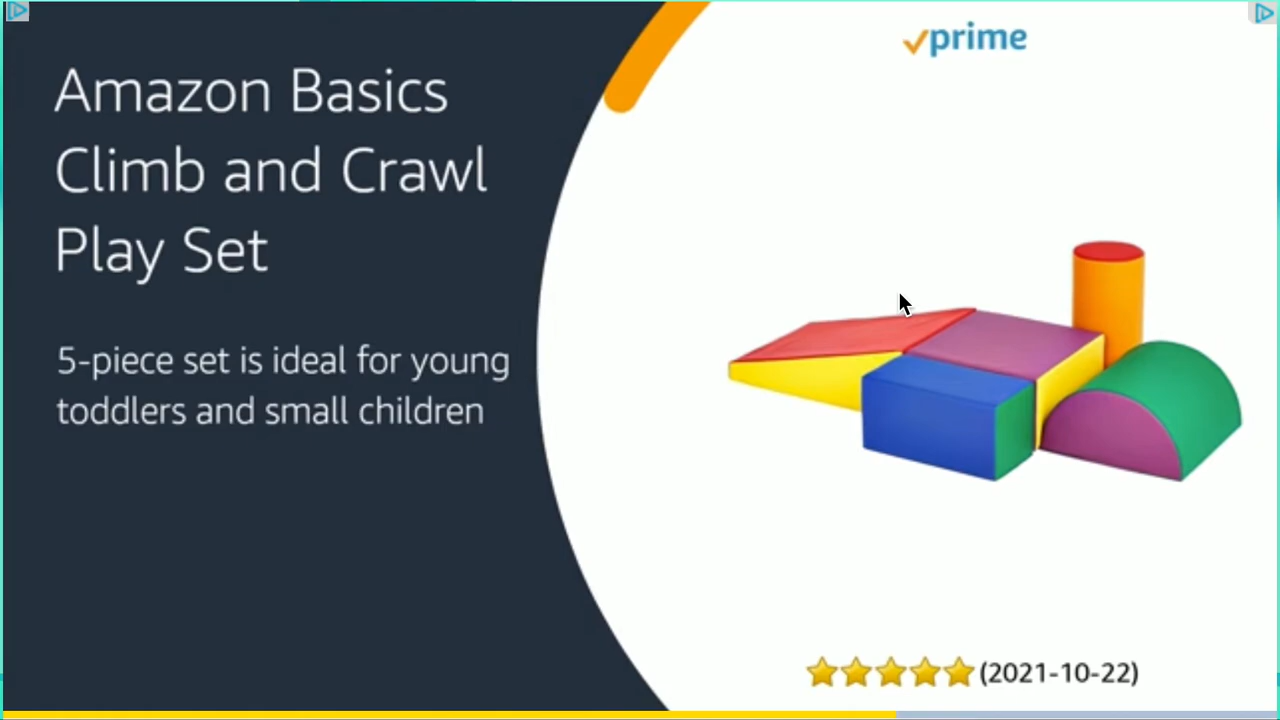 prime
Amazon Basics
Climb and Crawl
Play Set
5-piece set is ideal for young
toddlers and small children
(2021-10-22)